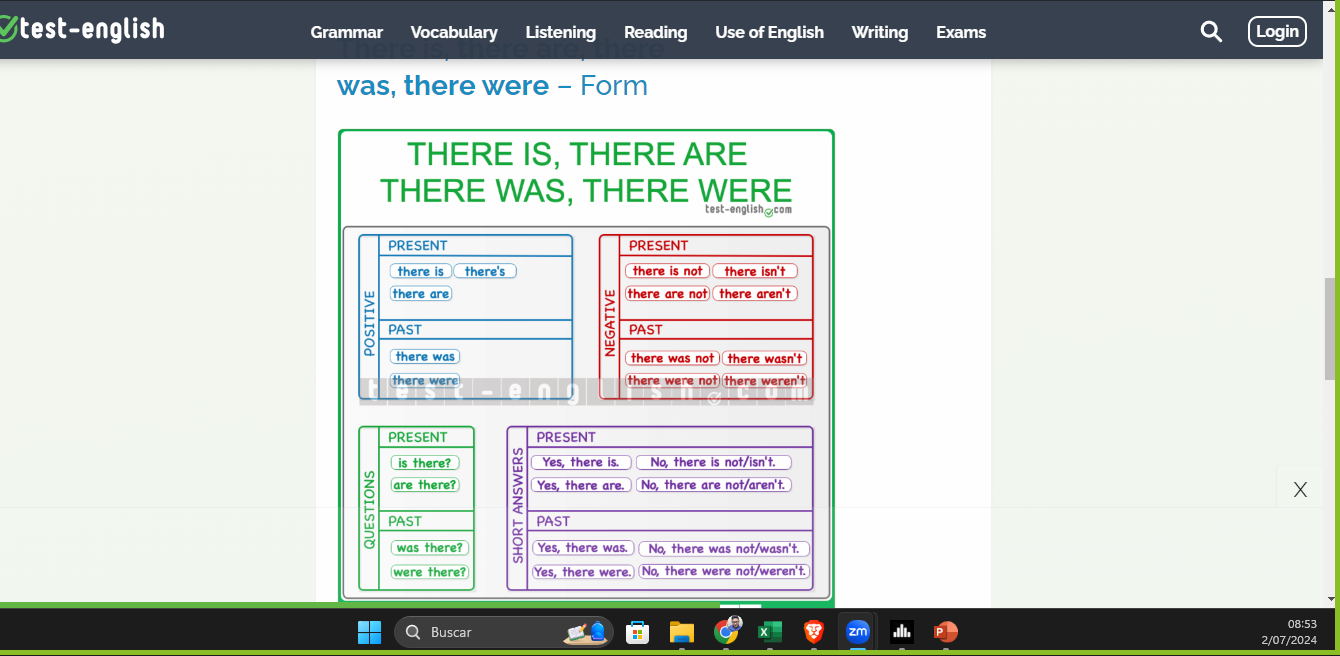 test-english
Grammar Vocabulary Listening Reading Use of English Writing Exams
Login
There is, there are, there
was, there were – Form
THERE IS, THERE ARE
THERE WAS, THERE WERE
test-english.com
POSITIVE
PRESENT
there is there's
there are
PAST
there was
there were
NEGATIVE
PRESENT
there is not there isn't
there are not there aren't
PAST
there was not there wasn't
there were not there weren't
test-english.com
QUESTIONS
PRESENT
is there?
are there?
PAST
was there?
were there?
SHORT ANSWERS
PRESENT
Yes, there is. No, there is not/isn't.
Yes, there are. No, there are not/aren't.
PAST
Yes, there was. No, there was not/wasn't.
Yes, there were. No, there were not/weren't.
X
Buscar
zm
08:53
2/07/2024